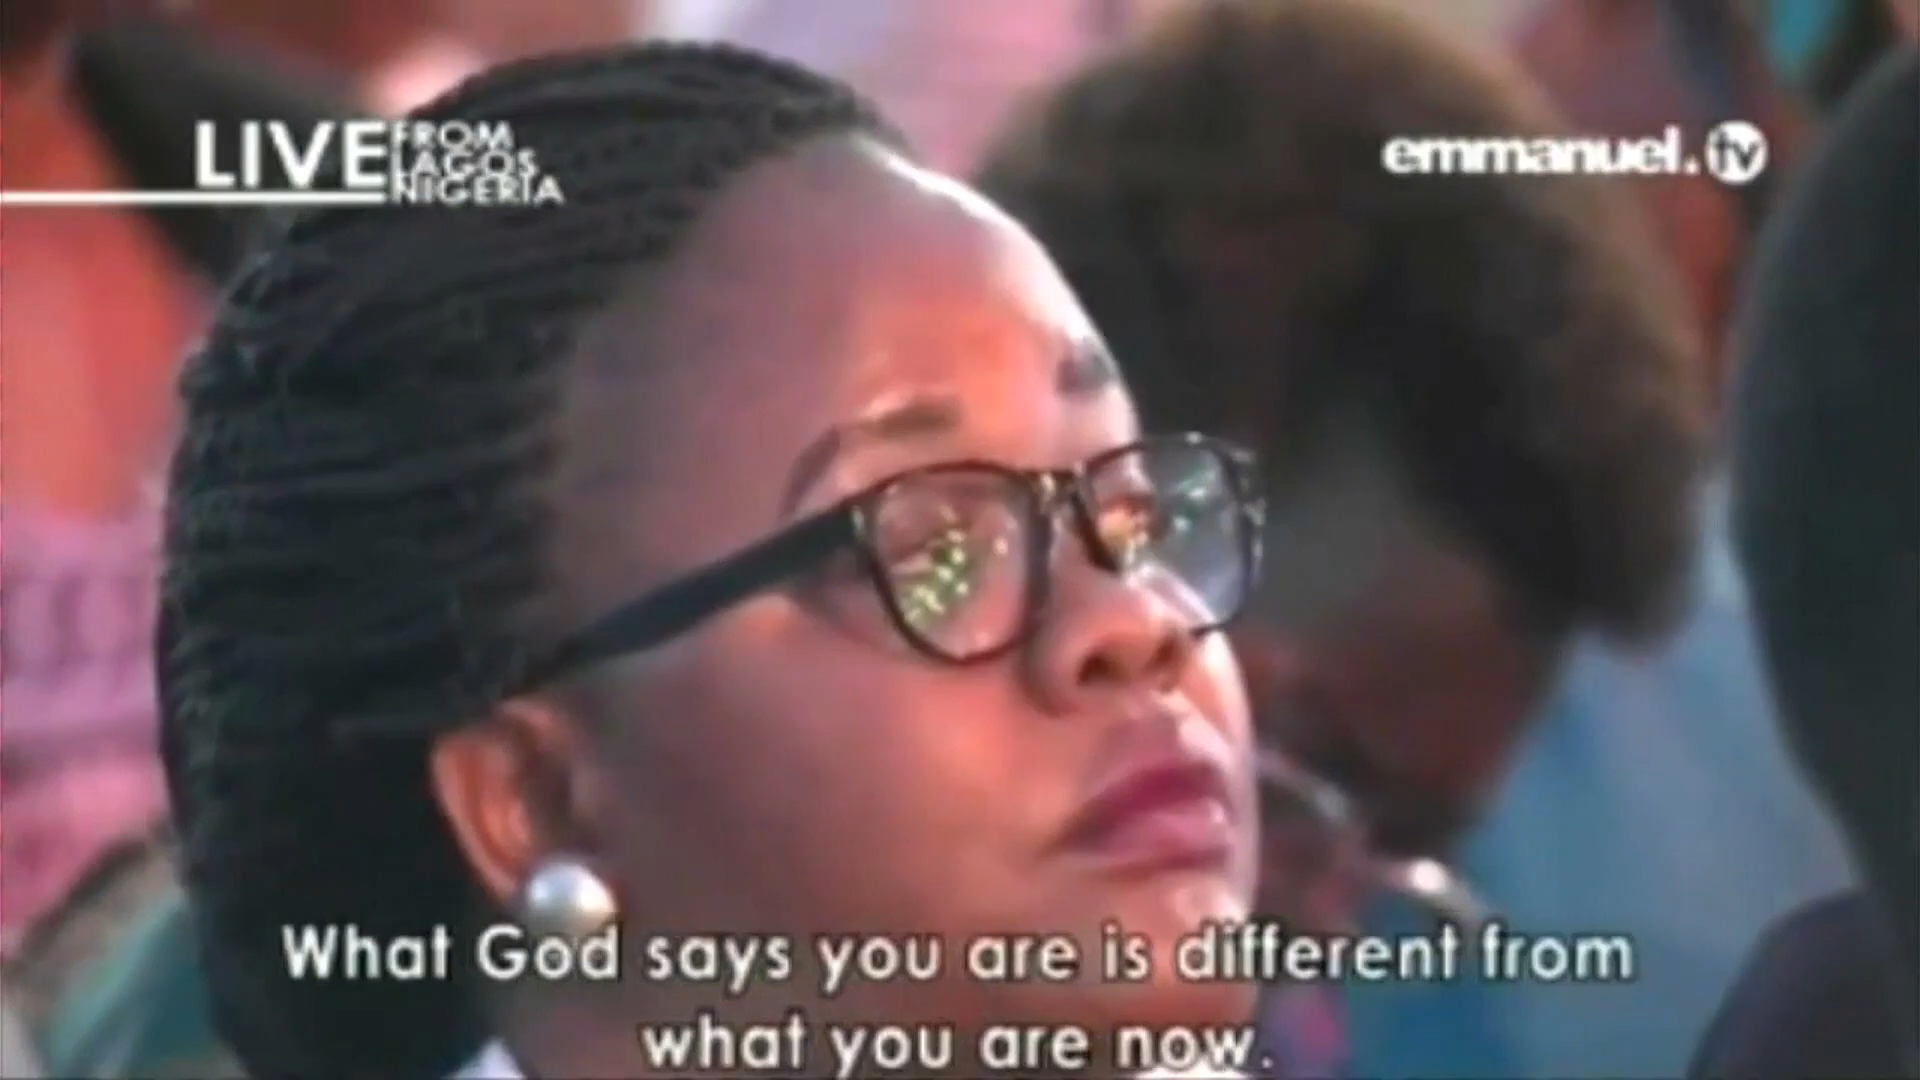 LIVE FROM
LAGOS
NIGERIA
emmanuel.tv
What God says you are is different from
what you are now.